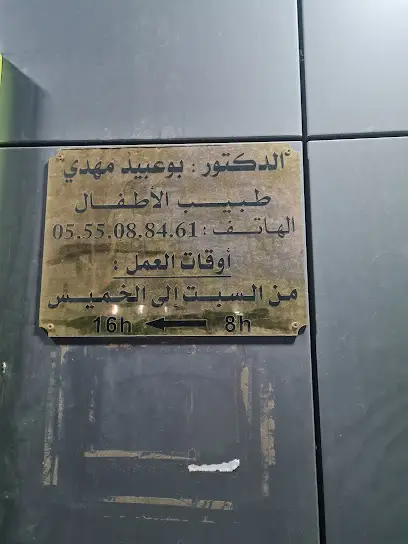 الدكتور : بوعبيد مهدي
طبيب الأطفال
الهاتف : 05.55.08.84.61
أوقات العمل :
من السبت إلى الخميس
8h ← 16h